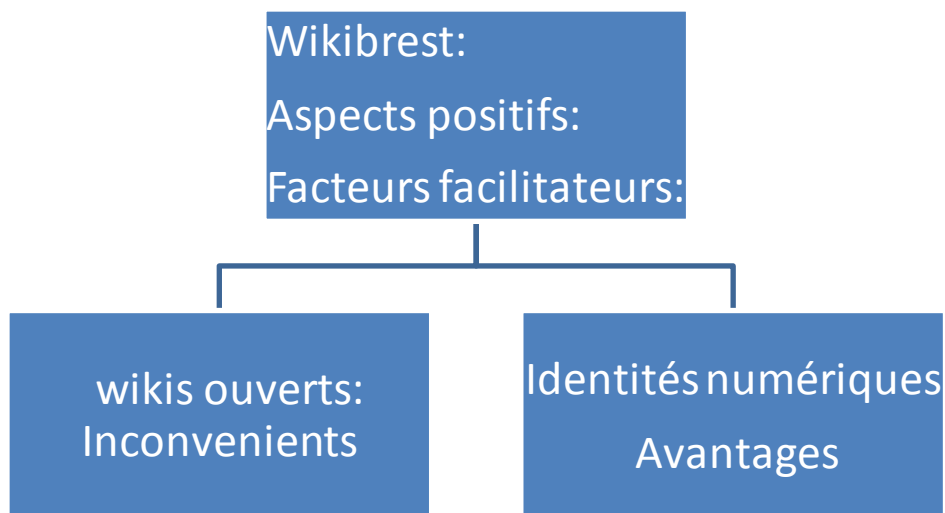 Wikibrest:
Aspects positifs:
Facteurs facilitateurs:
wikis ouverts:
Inconvenients
Identités numériques
Avantages